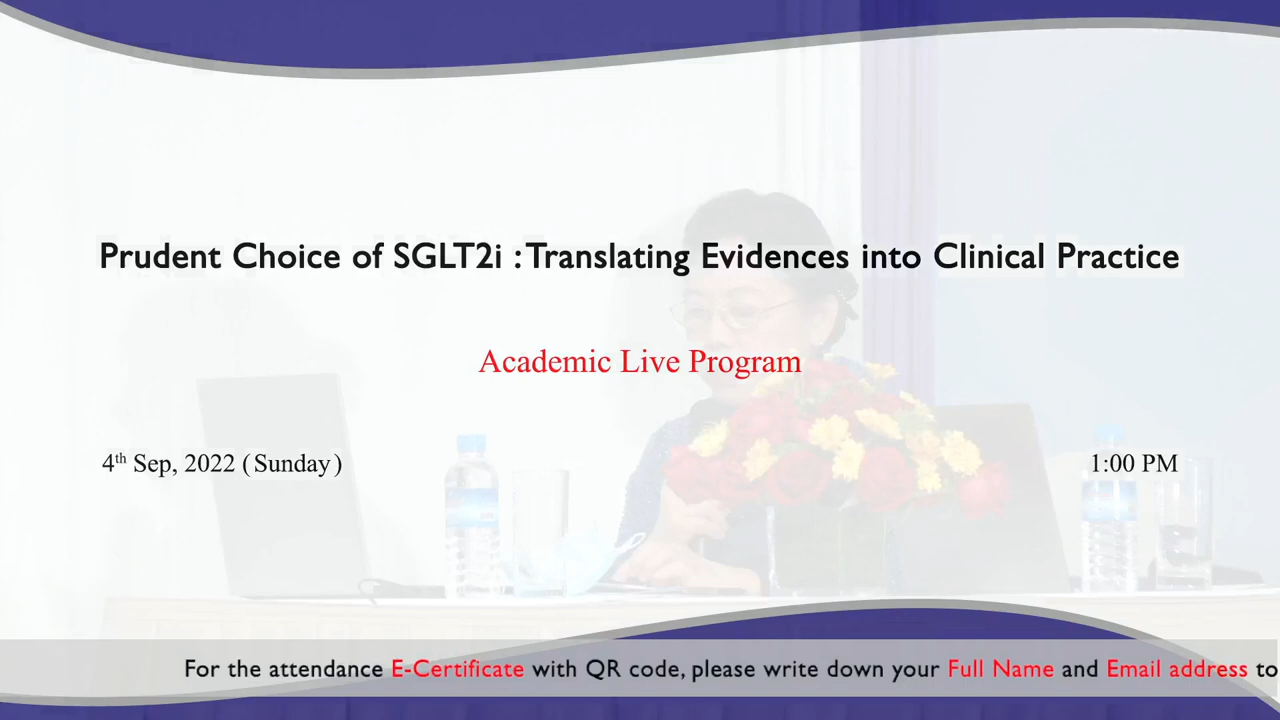 Prudent Choice of SGLT2i : Translating Evidences into Clinical Practice
Academic Live Program
4th Sep, 2022 ( Sunday )
1:00 PM
For the attendance E-Certificate with QR code, please write down your Full Name and Email address to